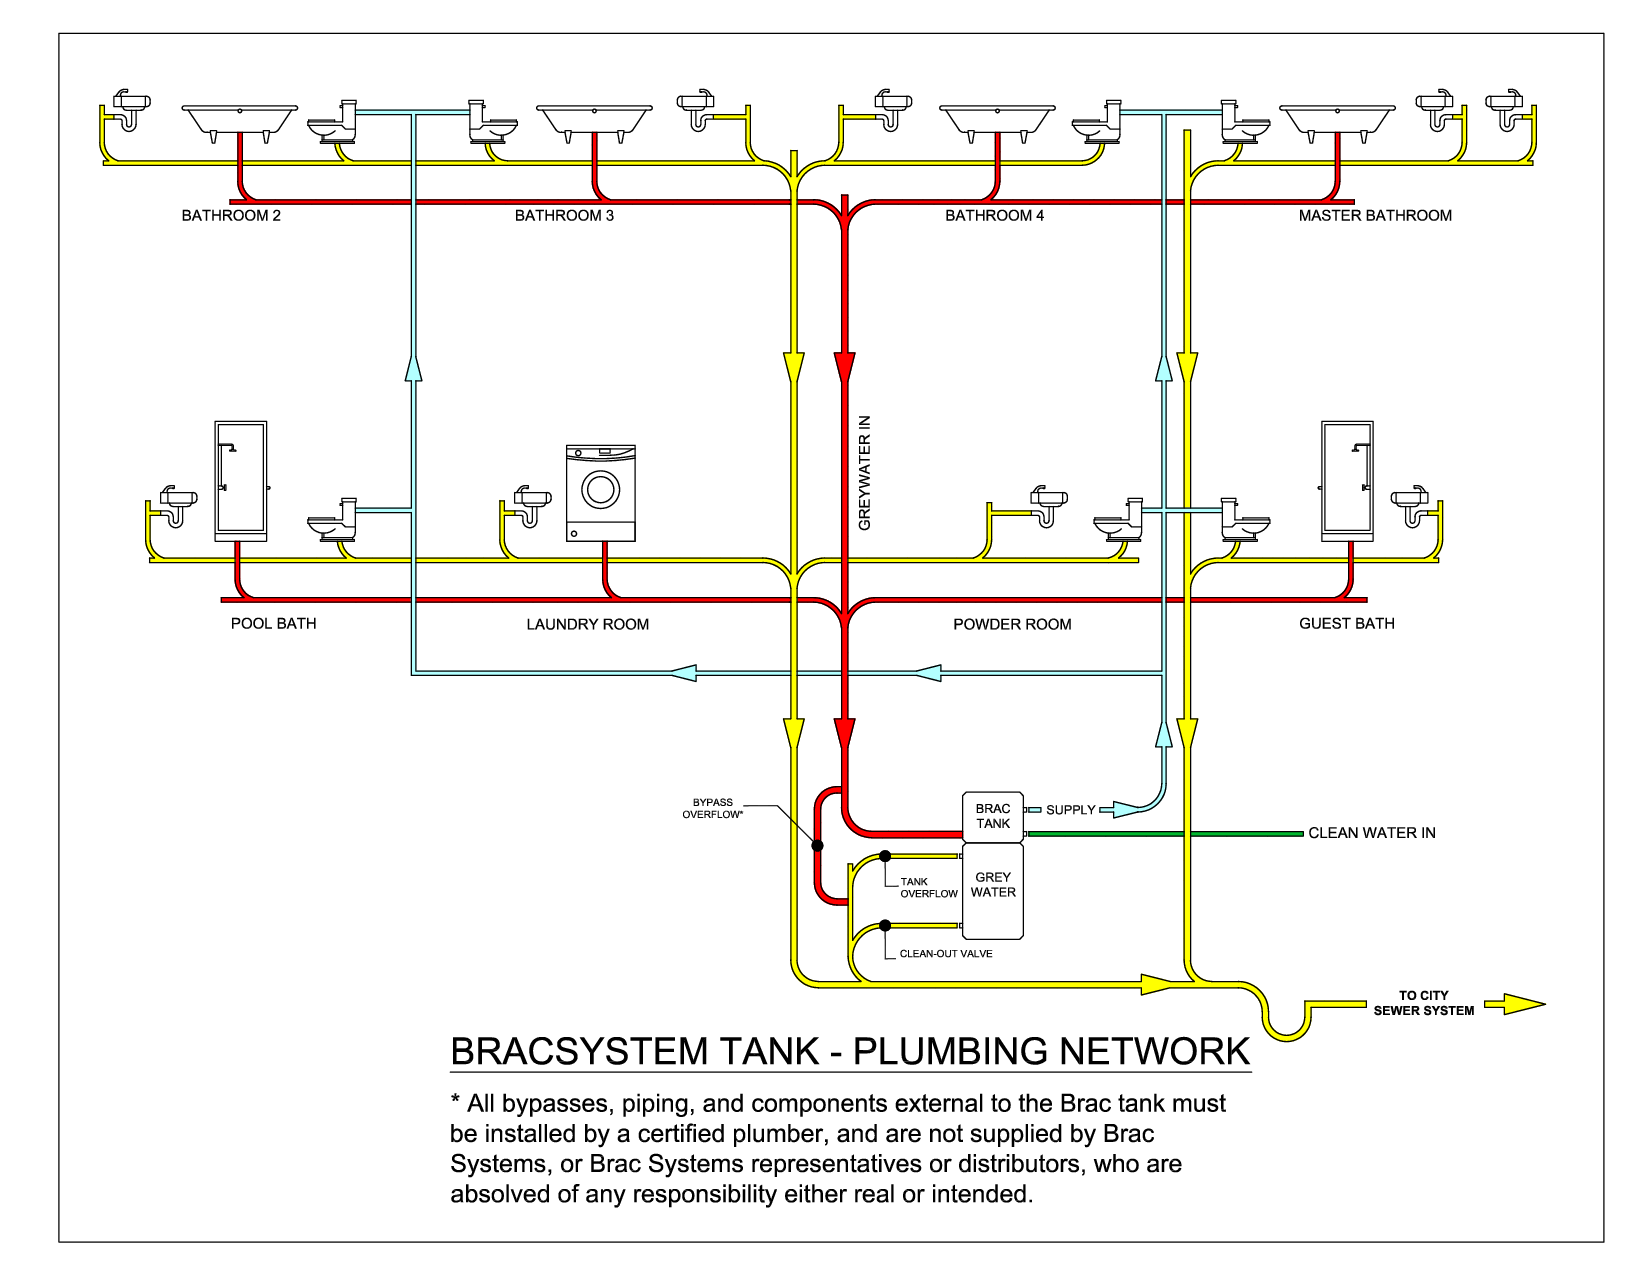 BATHROOM 2
BATHROOM 3
BATHROOM 4
MASTER BATHROOM
GREYWATER IN
POOL BATH
LAUNDRY ROOM
POWDER ROOM
GUEST BATH
BYPASS
OVERFLOW*
BRAC
TANK
SUPPLY
CLEAN WATER IN
TANK
OVERFLOW
GREY
WATER
CLEAN-OUT VALVE
TO CITY
SEWER SYSTEM
BRACSYSTEM TANK - PLUMBING NETWORK
* All bypasses, piping, and components external to the Brac tank must
be installed by a certified plumber, and are not supplied by Brac
Systems, or Brac Systems representatives or distributors, who are
absolved of any responsibility either real or intended.